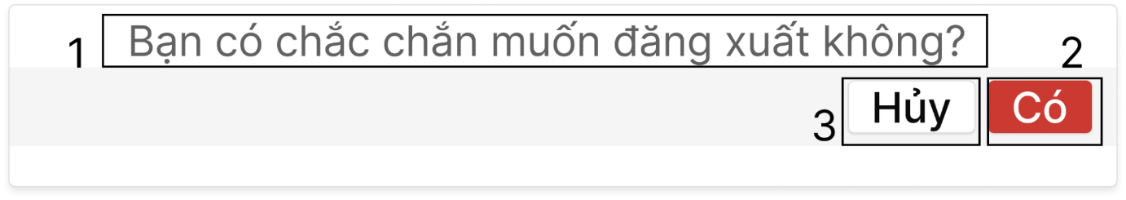 1 Bạn có chắc chắn muốn đăng xuất không? 2
3 Hủy Có